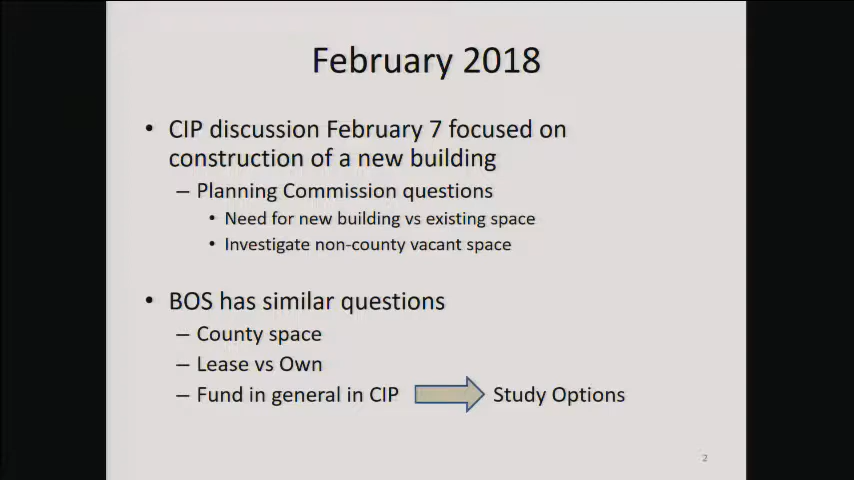 February 2018
• CIP discussion February 7 focused on
construction of a new building
– Planning Commission questions
• Need for new building vs existing space
• Investigate non-county vacant space
• BOS has similar questions
– County space
– Lease vs Own
– Fund in general in CIP Study Options
2